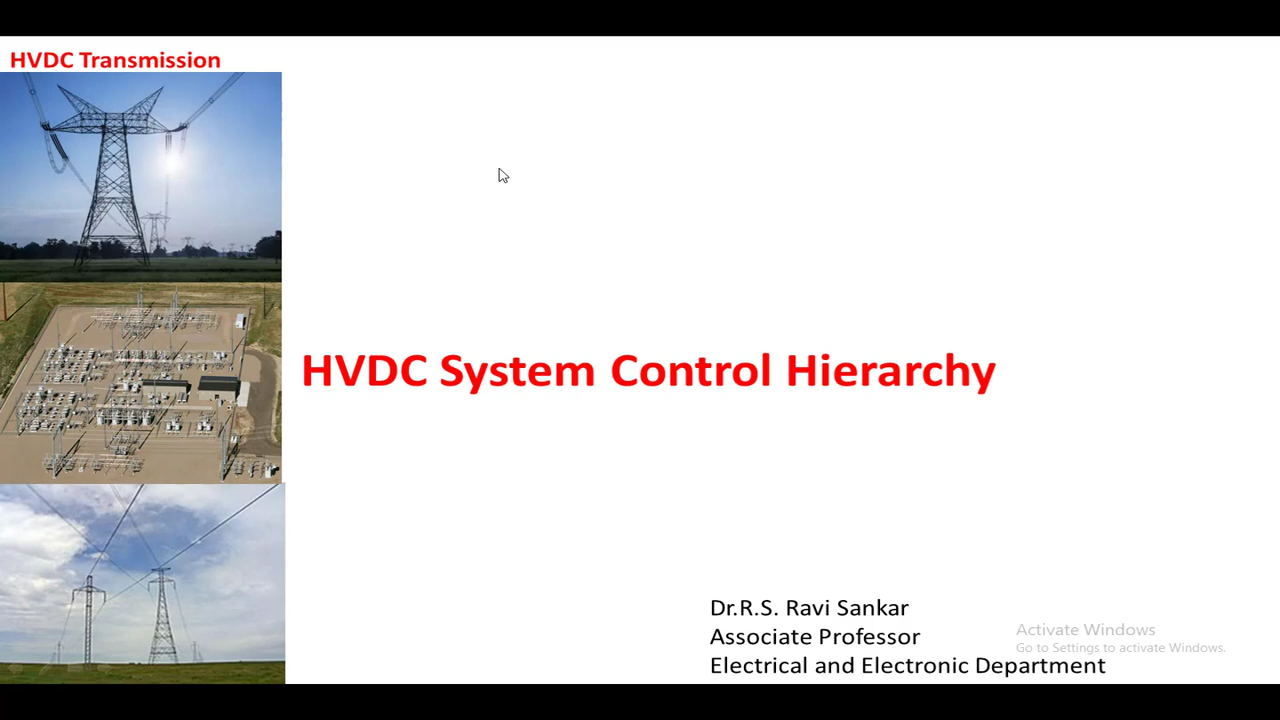 HVDC Transmission
HVDC System Control Hierarchy
Dr.R.S. Ravi Sankar
Associate Professor
Electrical and Electronic Department
Activate Windows
Go to Settings to activate Windows.